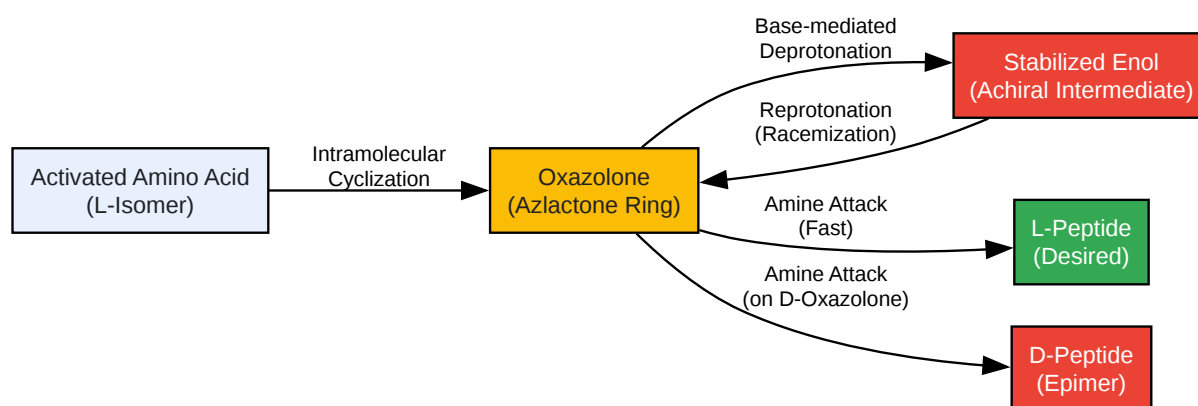 Activated Amino Acid
(L-Isomer)
Intramolecular
Cyclization
Oxazolone
(Azlactone Ring)
Base-mediated
Deprotonation
Stabilized Enol
(Achiral Intermediate)
Reprotonation
(Racemization)
Amine Attack
(Fast)
L-Peptide
(Desired)
Amine Attack
(on D-Oxazolone)
D-Peptide
(Epimer)